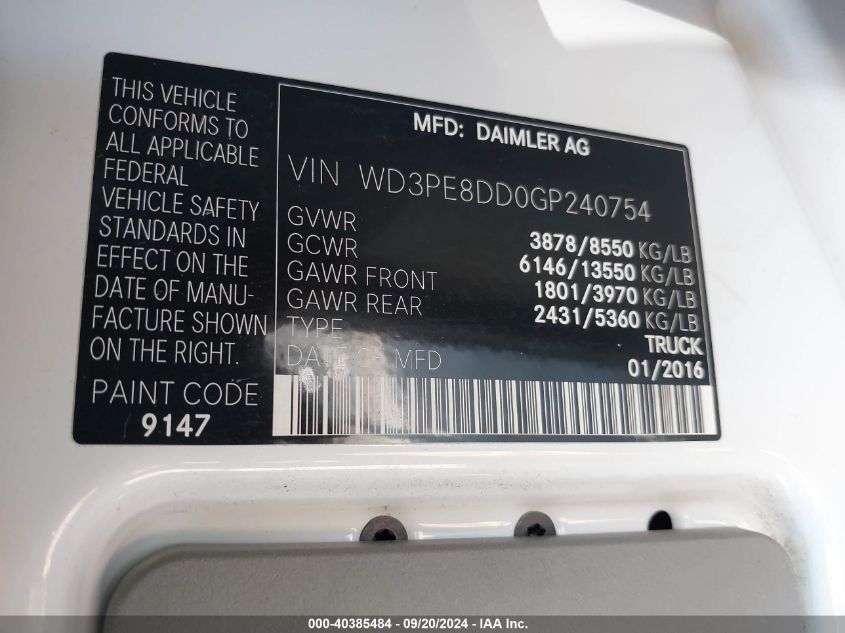 THIS VEHICLE
CONFORMS TO
ALL APPLICABLE
FEDERAL
VEHICLE SAFETY
STANDARDS IN
EFFECT ON THE
DATE OF MANU-
FACTURE SHOWN
ON THE RIGHT.
PAINT CODE
9147
MFD: DAIMLER AG
VIN WD3PE8DD0GP240754
GVWR 3878/8550 KG/LB
GCWR 6146/13550 KG/LB
GAWR FRONT 1801/3970 KG/LB
GAWR REAR 2431/5360 KG/LB
TYPE TRUCK
DATE OF MFD 01/2016
000-40385484 - 09/20/2024 - IAA Inc.